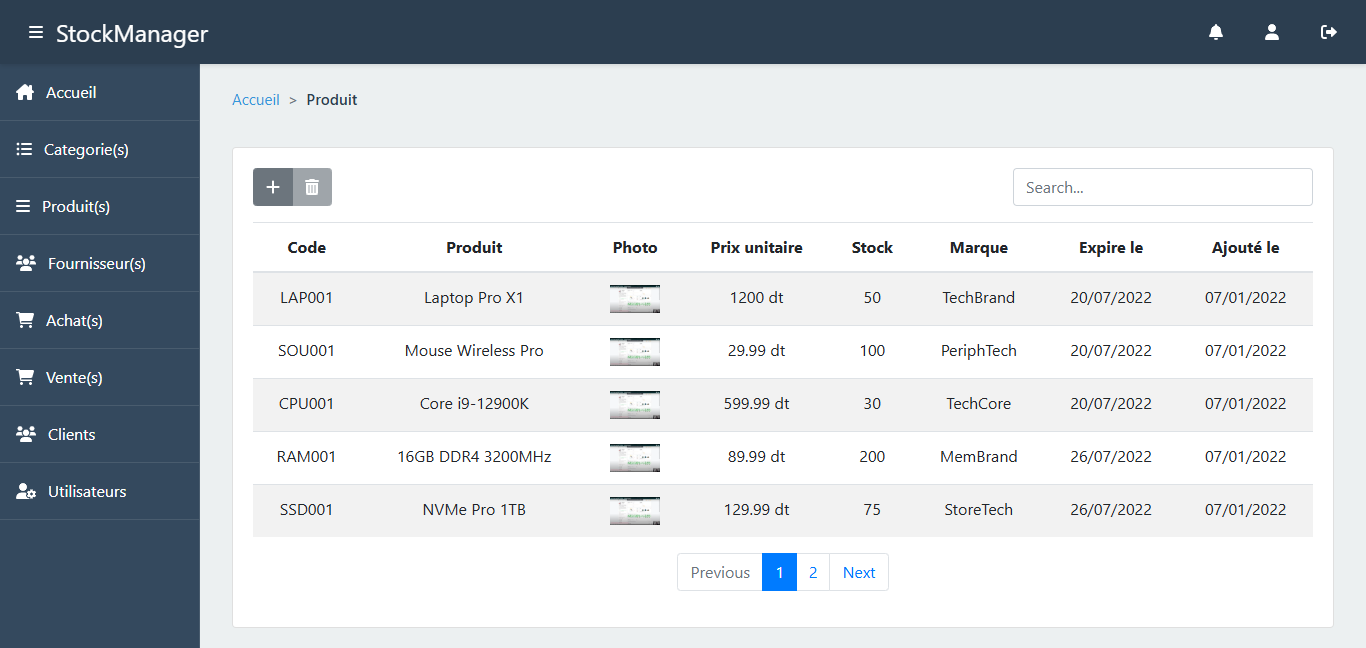 StockManager
Accueil
Categorie(s)
Produit(s)
Fournisseur(s)
Achat(s)
Vente(s)
Clients
Utilisateurs
Accueil > Produit
Search...
Code Produit Photo Prix unitaire Stock Marque Expire le Ajouté le
LAP001 Laptop Pro X1 1200 dt 50 TechBrand 20/07/2022 07/01/2022
SOU001 Mouse Wireless Pro 29.99 dt 100 PeriphTech 20/07/2022 07/01/2022
CPU001 Core i9-12900K 599.99 dt 30 TechCore 20/07/2022 07/01/2022
RAM001 16GB DDR4 3200MHz 89.99 dt 200 MemBrand 26/07/2022 07/01/2022
SSD001 NVMe Pro 1TB 129.99 dt 75 StoreTech 26/07/2022 07/01/2022
Previous 1 2 Next